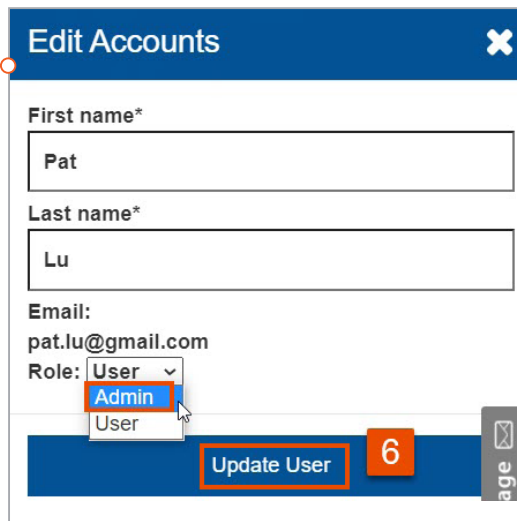 Edit Accounts
First name*
Pat
Last name*
Lu
Email:
pat.lu@gmail.com
Role: User
Admin
User
Update User
6
age